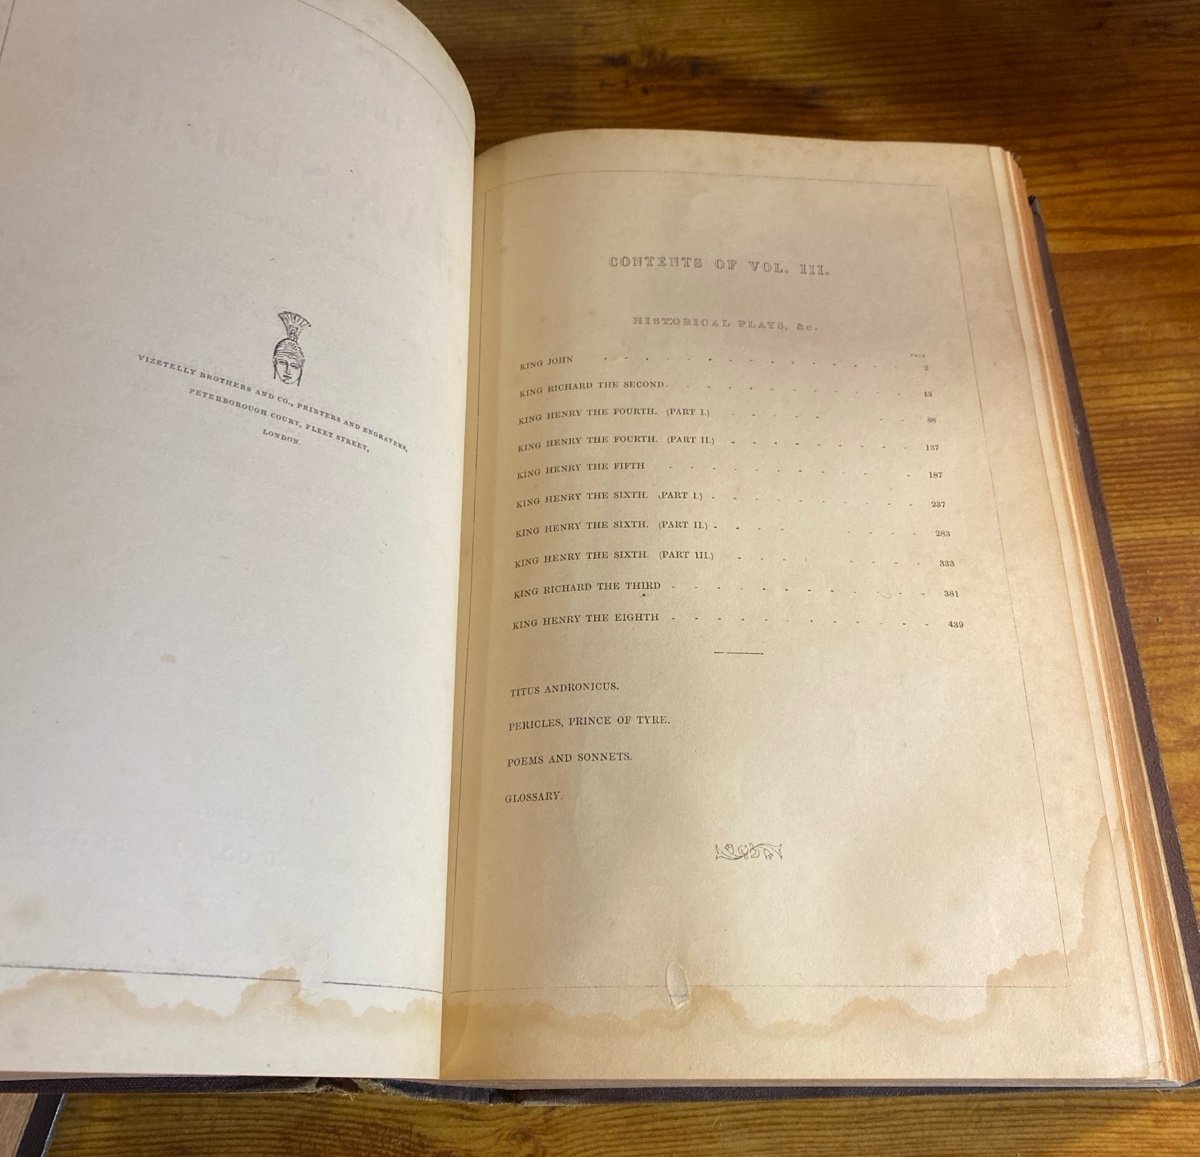 VIZETELLY BROTHERS AND CO., PRINTERS AND ENGRAVERS,
PETERBOROUGH COURT, FLEET STREET,
LONDON.
CONTENTS OF VOL. III.
HISTORICAL PLAYS, &c.
PAGE
KING JOHN 2
KING RICHARD THE SECOND 43
KING HENRY THE FOURTH. (PART I.) 88
KING HENRY THE FOURTH. (PART II.) 137
KING HENRY THE FIFTH 187
KING HENRY THE SIXTH. (PART I.) 237
KING HENRY THE SIXTH. (PART II.) 283
KING HENRY THE SIXTH. (PART III.) 333
KING RICHARD THE THIRD 381
KING HENRY THE EIGHTH 439
TITUS ANDRONICUS.
PERICLES, PRINCE OF TYRE.
POEMS AND SONNETS.
GLOSSARY.